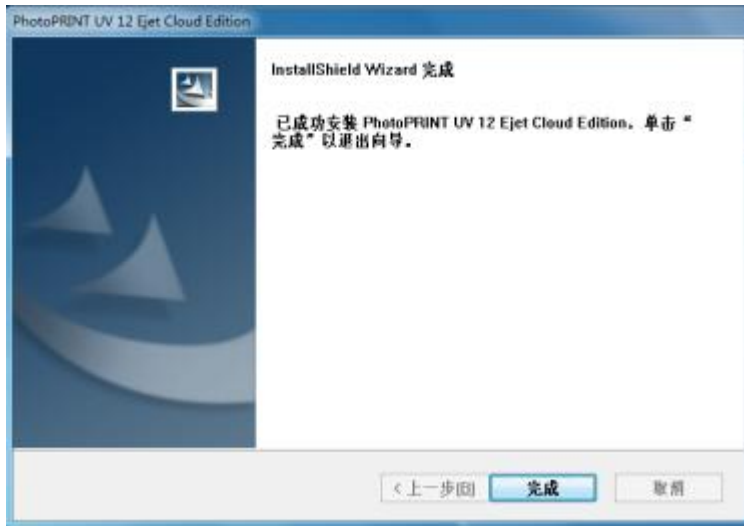 PhotoPRINT UV 12 Ejet Cloud Edition
InstallShield Wizard 完成
已成功安装 PhotoPRINT UV 12 Ejet Cloud Edition。单击“
完成”以退出向导。
<上一步(B) 完成 取消